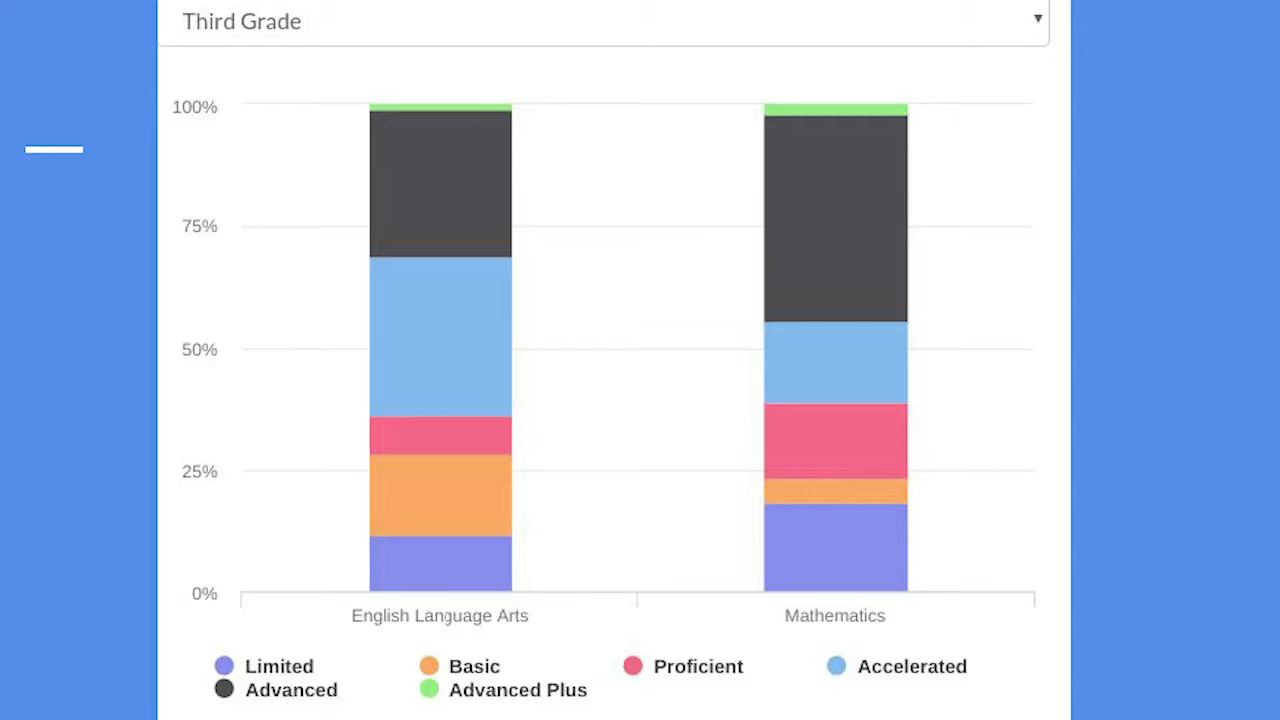 Third Grade
100%
75%
50%
25%
0%
English Language Arts
Mathematics
Limited
Basic
Proficient
Accelerated
Advanced
Advanced Plus